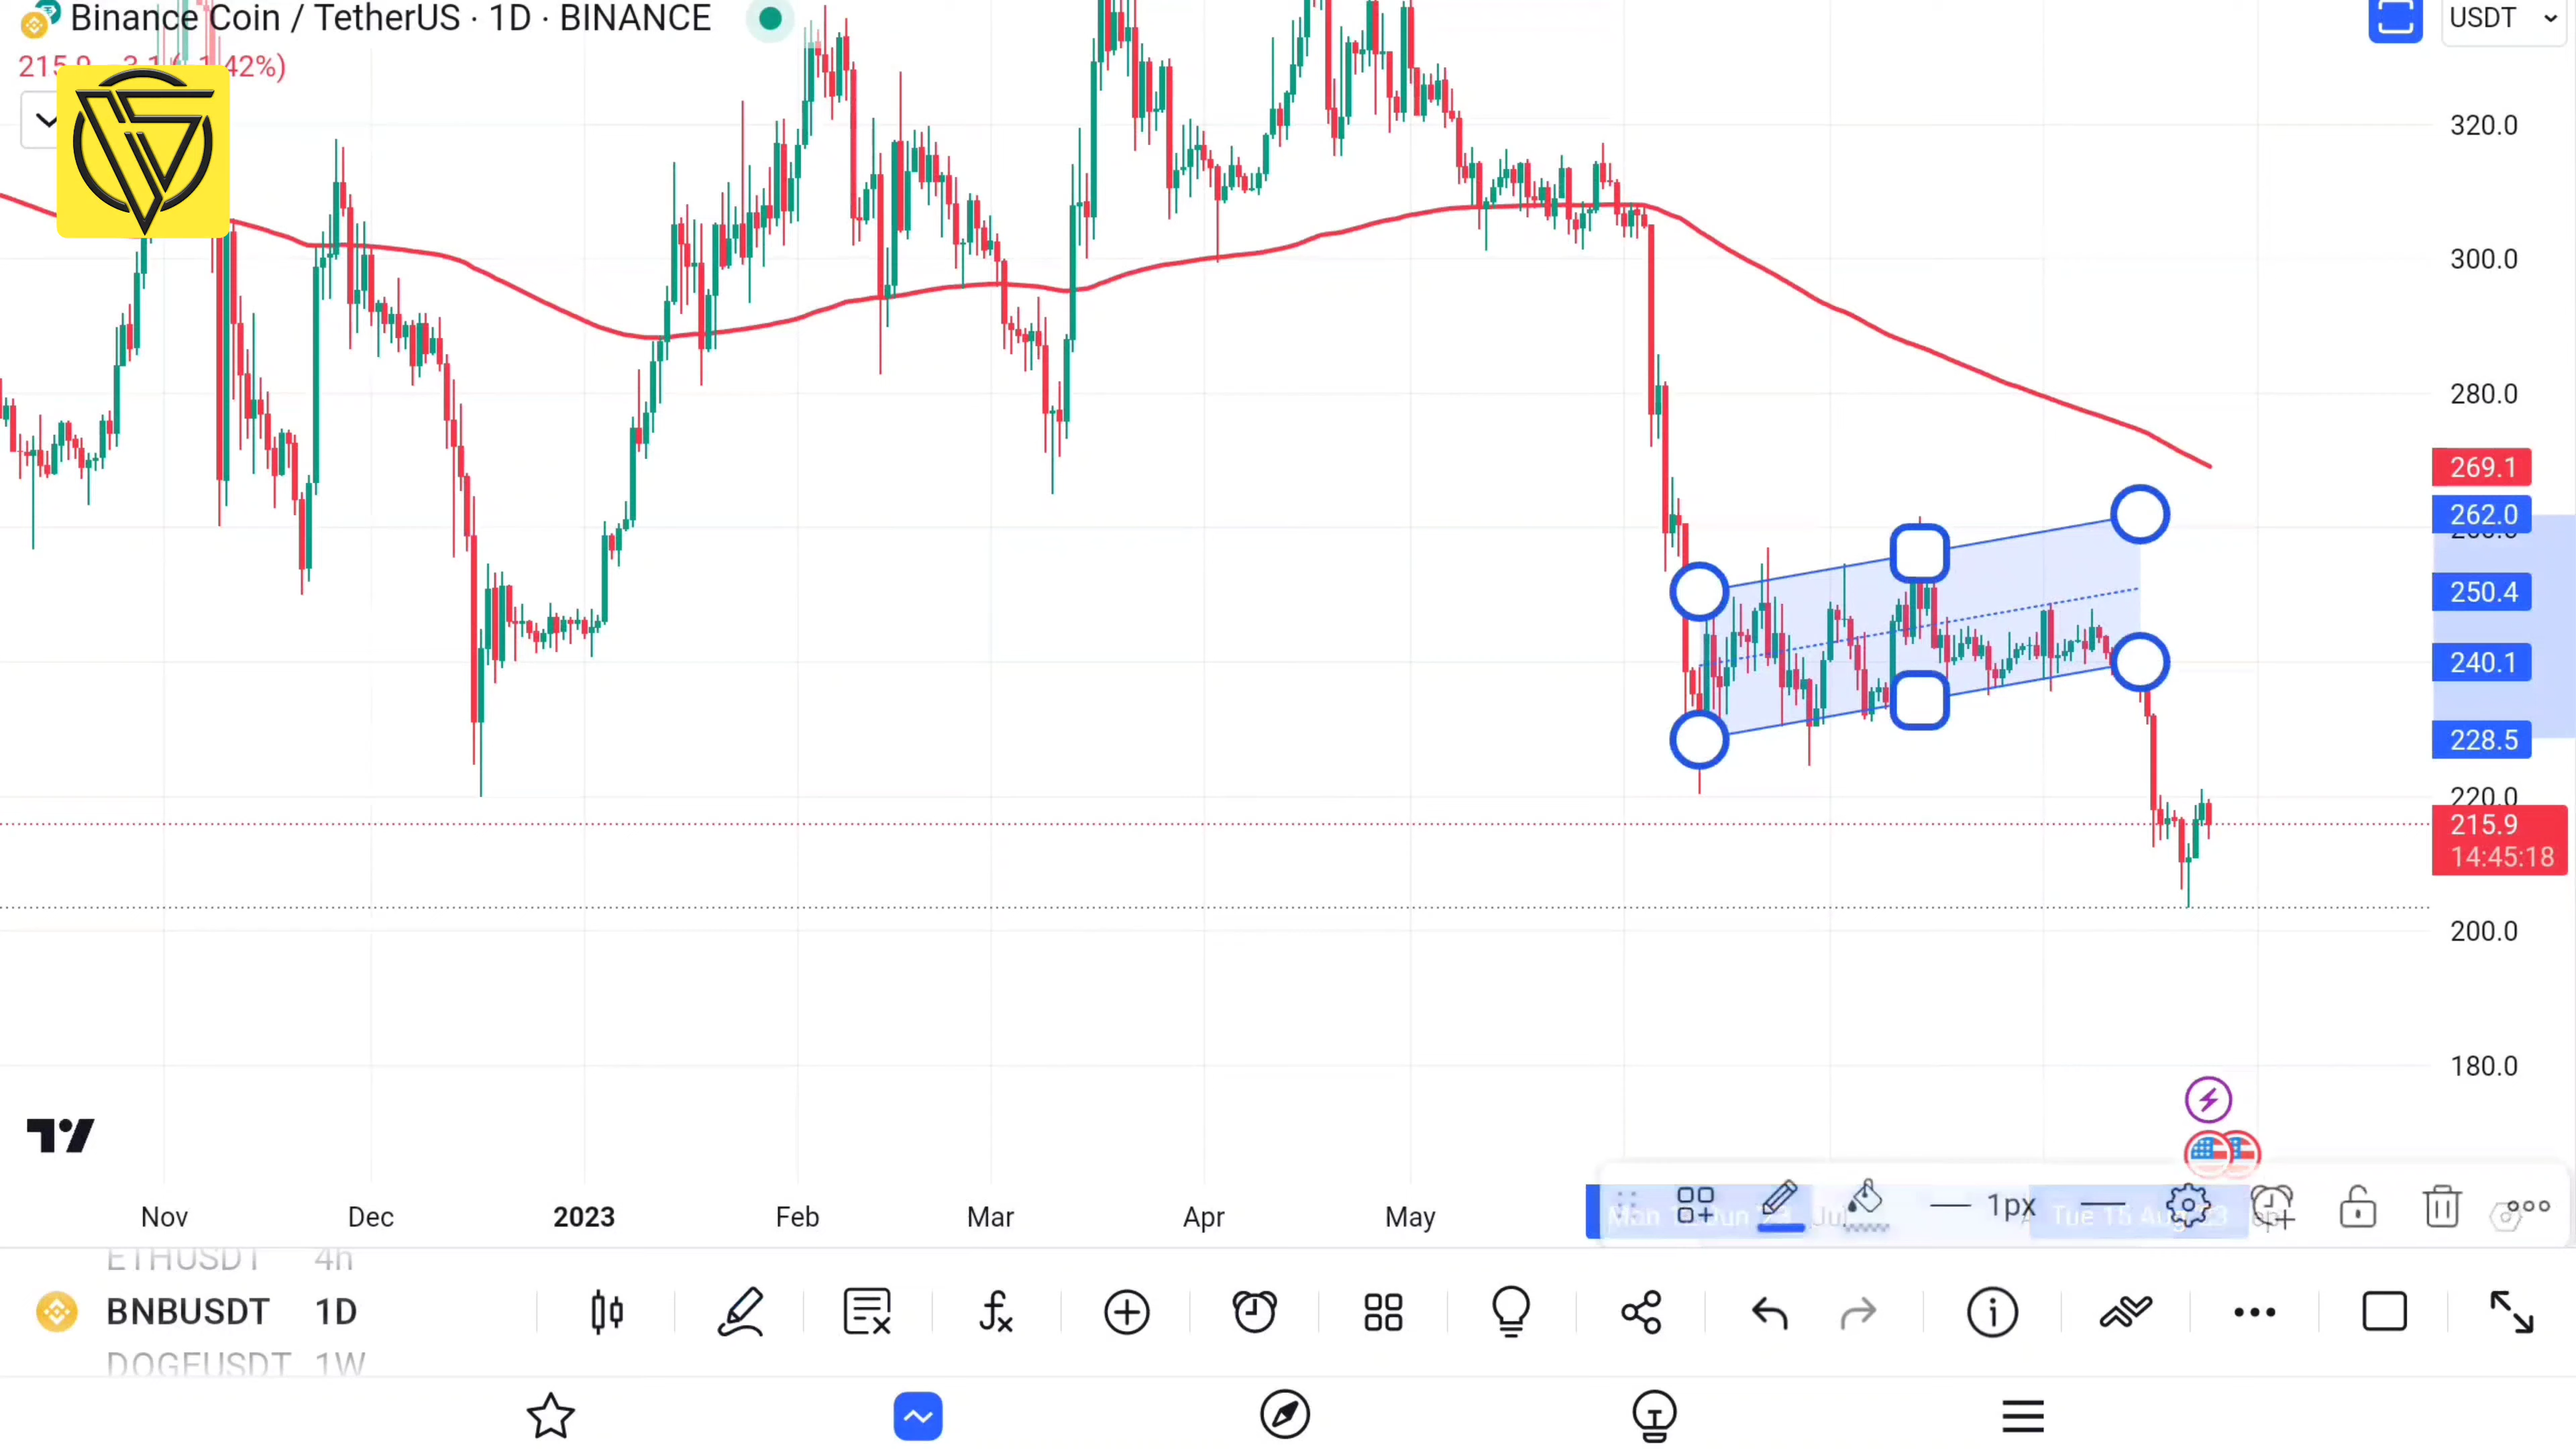 Binance Coin / TetherUS · 1D · BINANCE
USDT
320.0
300.0
280.0
269.1
262.0
250.4
240.1
228.5
220.0
215.9
14:45:18
200.0
180.0
Nov Dec 2023 Feb Mar Apr May
1px
ETHUSDT 4h
BNBUSDT 1D
DOGEUSDT 1W